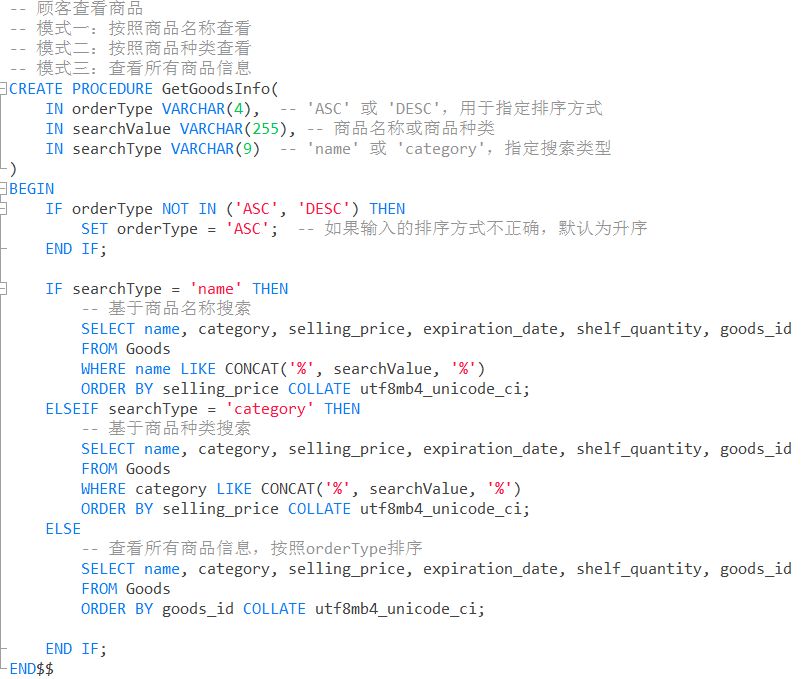 -- 顾客查看商品
-- 模式一：按照商品名称查看
-- 模式二：按照商品种类查看
-- 模式三：查看所有商品信息
CREATE PROCEDURE GetGoodsInfo(
    IN orderType VARCHAR(4),  -- 'ASC' 或 'DESC'，用于指定排序方式
    IN searchValue VARCHAR(255), -- 商品名称或商品种类
    IN searchType VARCHAR(9)  -- 'name' 或 'category'，指定搜索类型
)
BEGIN
    IF orderType NOT IN ('ASC', 'DESC') THEN
        SET orderType = 'ASC';  -- 如果输入的排序方式不正确，默认为升序
    END IF;

    IF searchType = 'name' THEN
        -- 基于商品名称搜索
        SELECT name, category, selling_price, expiration_date, shelf_quantity, goods_id
        FROM Goods
        WHERE name LIKE CONCAT('%', searchValue, '%')
        ORDER BY selling_price COLLATE utf8mb4_unicode_ci;
    ELSEIF searchType = 'category' THEN
        -- 基于商品种类搜索
        SELECT name, category, selling_price, expiration_date, shelf_quantity, goods_id
        FROM Goods
        WHERE category LIKE CONCAT('%', searchValue, '%')
        ORDER BY selling_price COLLATE utf8mb4_unicode_ci;
    ELSE
        -- 查看所有商品信息，按照orderType排序
        SELECT name, category, selling_price, expiration_date, shelf_quantity, goods_id
        FROM Goods
        ORDER BY goods_id COLLATE utf8mb4_unicode_ci;

    END IF;
END$$